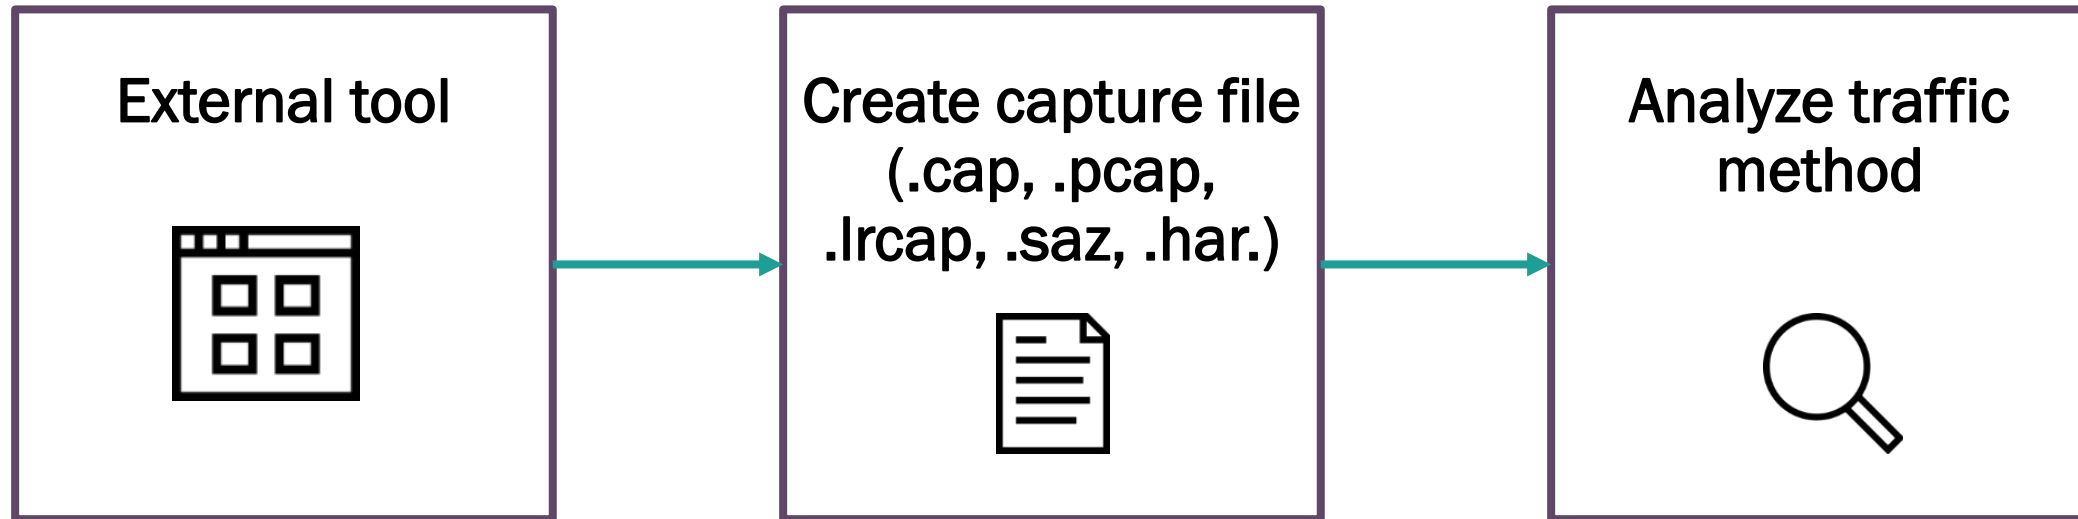 External tool
Create capture file
(.cap, .pcap,
.lrcap, .saz, .har.)
Analyze traffic
method